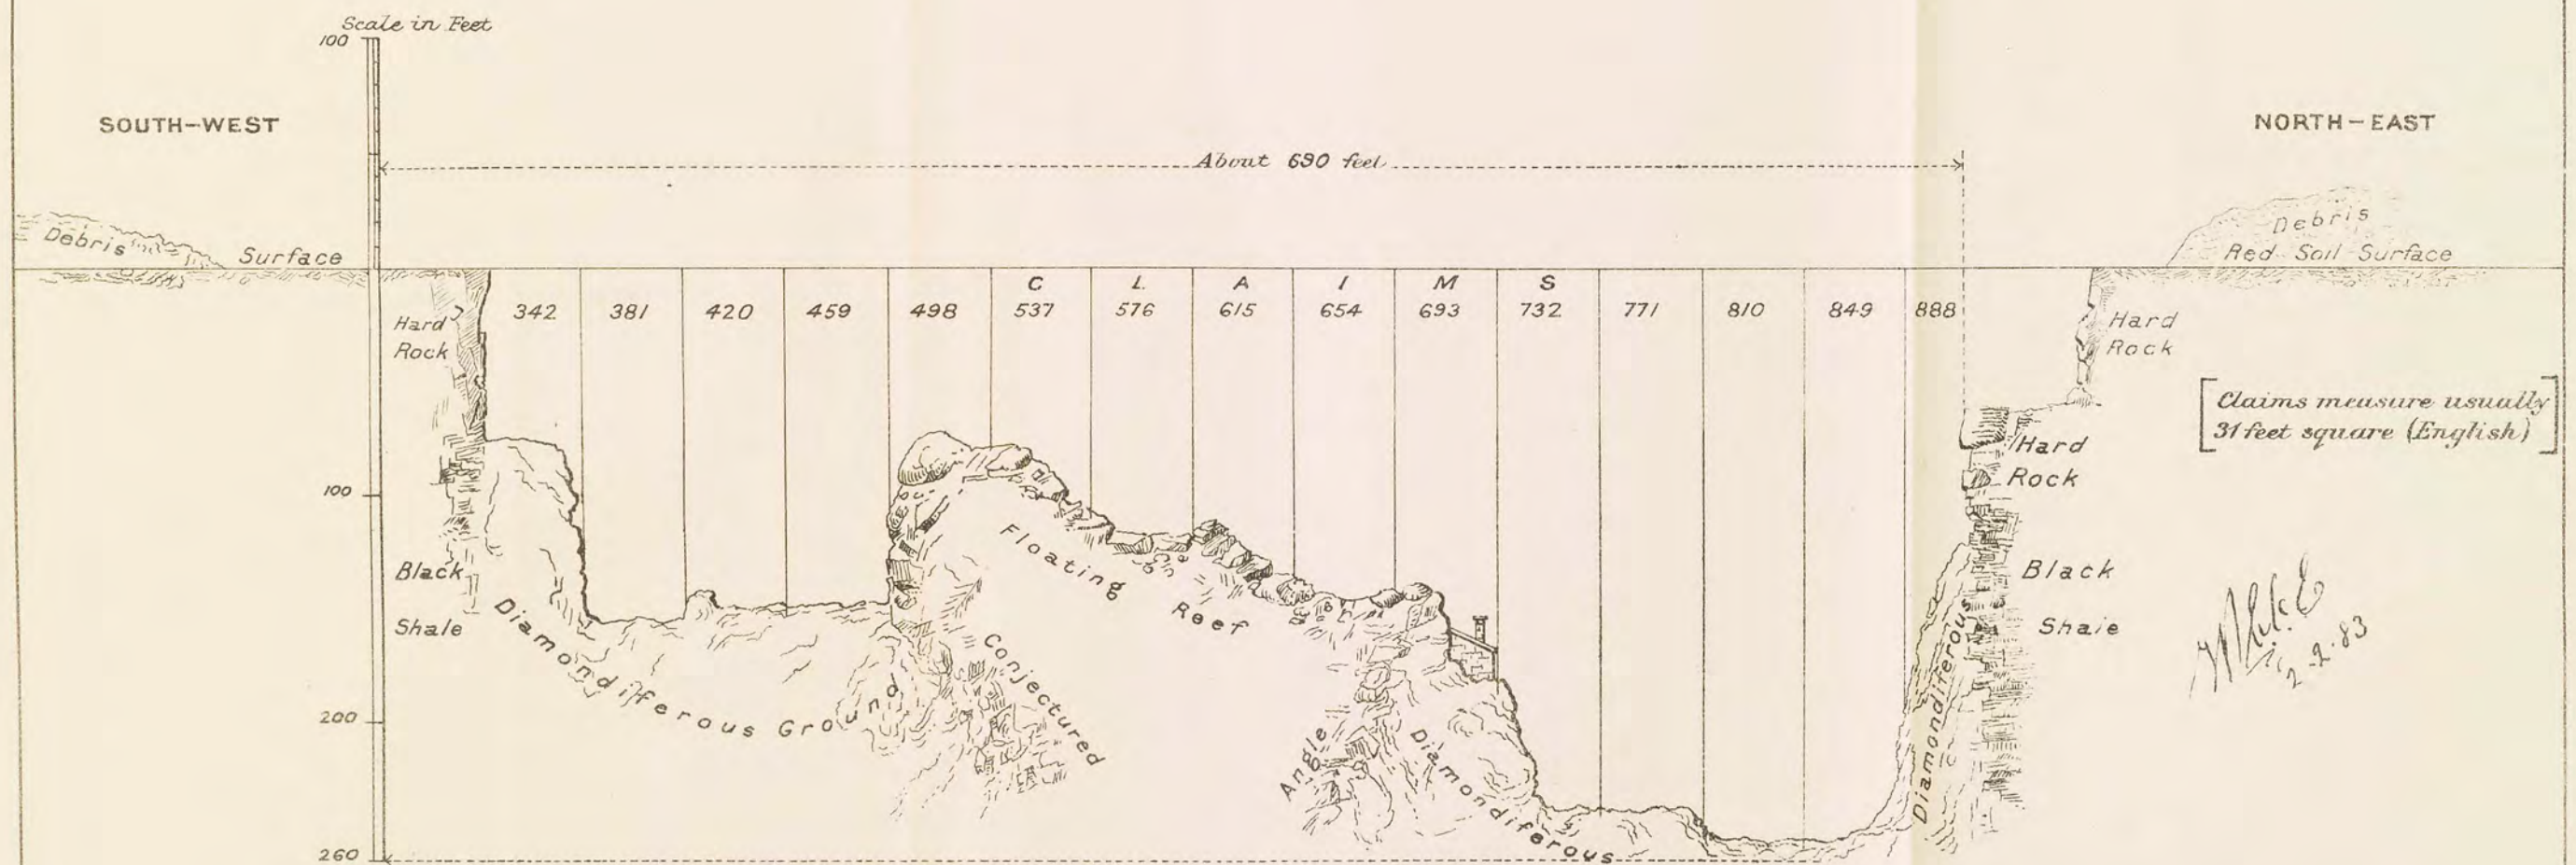 Scale in Feet
100
SOUTH-WEST
NORTH-EAST
About 690 feet
Debris
Surface
Debris
Red Soil Surface
C L A I M S
342 381 420 459 498 537 576 615 654 693 732 771 810 849 888
Hard
Rock
Hard
Rock
[Claims measure usually
31 feet square (English)]
Hard
Rock
100
Floating Reef
Black
Shale
Black
Shale
Diamondiferous Ground
Conjectured
Angle
Diamondiferous
Diamondiferous
200
2-2-83
260